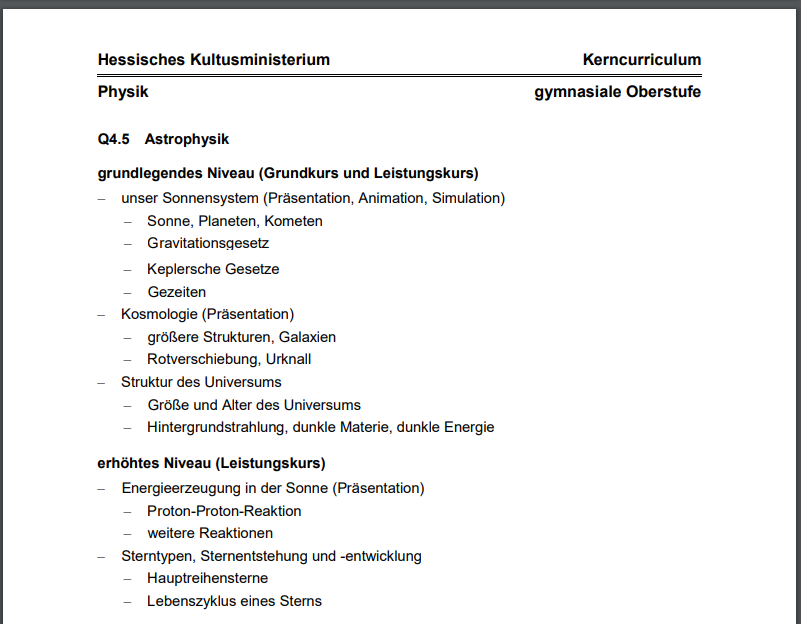 Hessisches Kultusministerium Kerncurriculum
Physik gymnasiale Oberstufe
Q4.5 Astrophysik
grundlegendes Niveau (Grundkurs und Leistungskurs)
– unser Sonnensystem (Präsentation, Animation, Simulation)
– Sonne, Planeten, Kometen
– Gravitationsgesetz
– Keplersche Gesetze
– Gezeiten
– Kosmologie (Präsentation)
– größere Strukturen, Galaxien
– Rotverschiebung, Urknall
– Struktur des Universums
– Größe und Alter des Universums
– Hintergrundstrahlung, dunkle Materie, dunkle Energie
erhöhtes Niveau (Leistungskurs)
– Energieerzeugung in der Sonne (Präsentation)
– Proton-Proton-Reaktion
– weitere Reaktionen
– Sterntypen, Sternentstehung und -entwicklung
– Hauptreihensterne
– Lebenszyklus eines Sterns